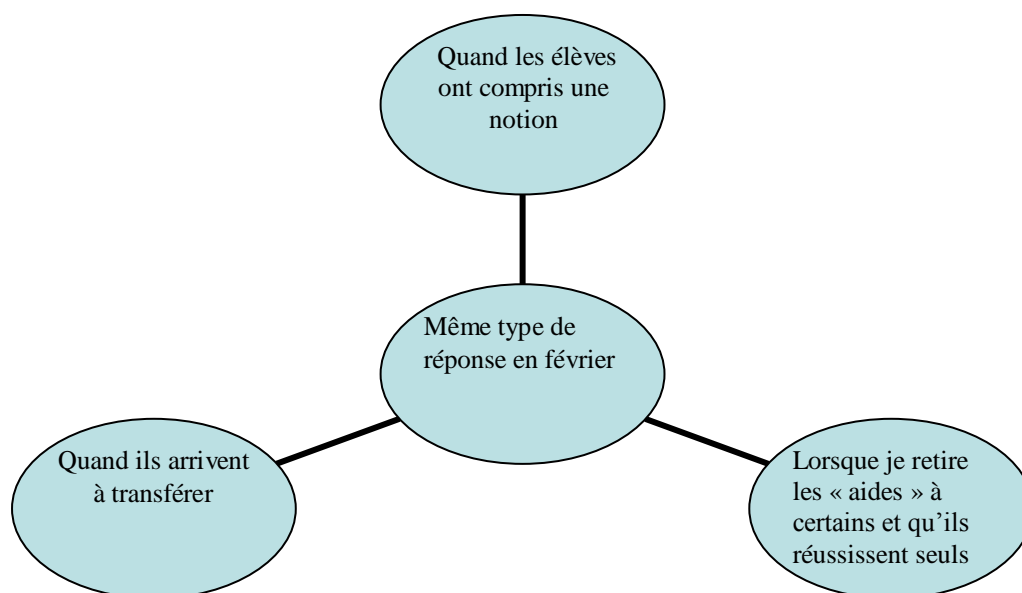 Quand les élèves
ont compris une
notion
Même type de
réponse en février
Quand ils arrivent
à transférer
Lorsque je retire
les « aides » à
certains et qu’ils
réussissent seuls